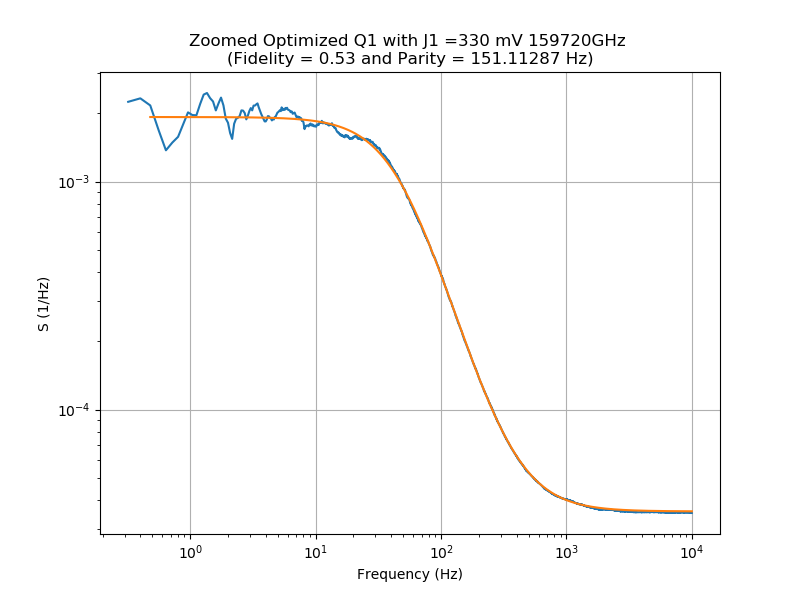 Zoomed Optimized Q1 with J1 =330 mV 159720GHz
(Fidelity = 0.53 and Parity = 151.11287 Hz)
10⁻³
S (1/Hz)
10⁻⁴
10⁰ 10¹ 10² 10³ 10⁴
Frequency (Hz)